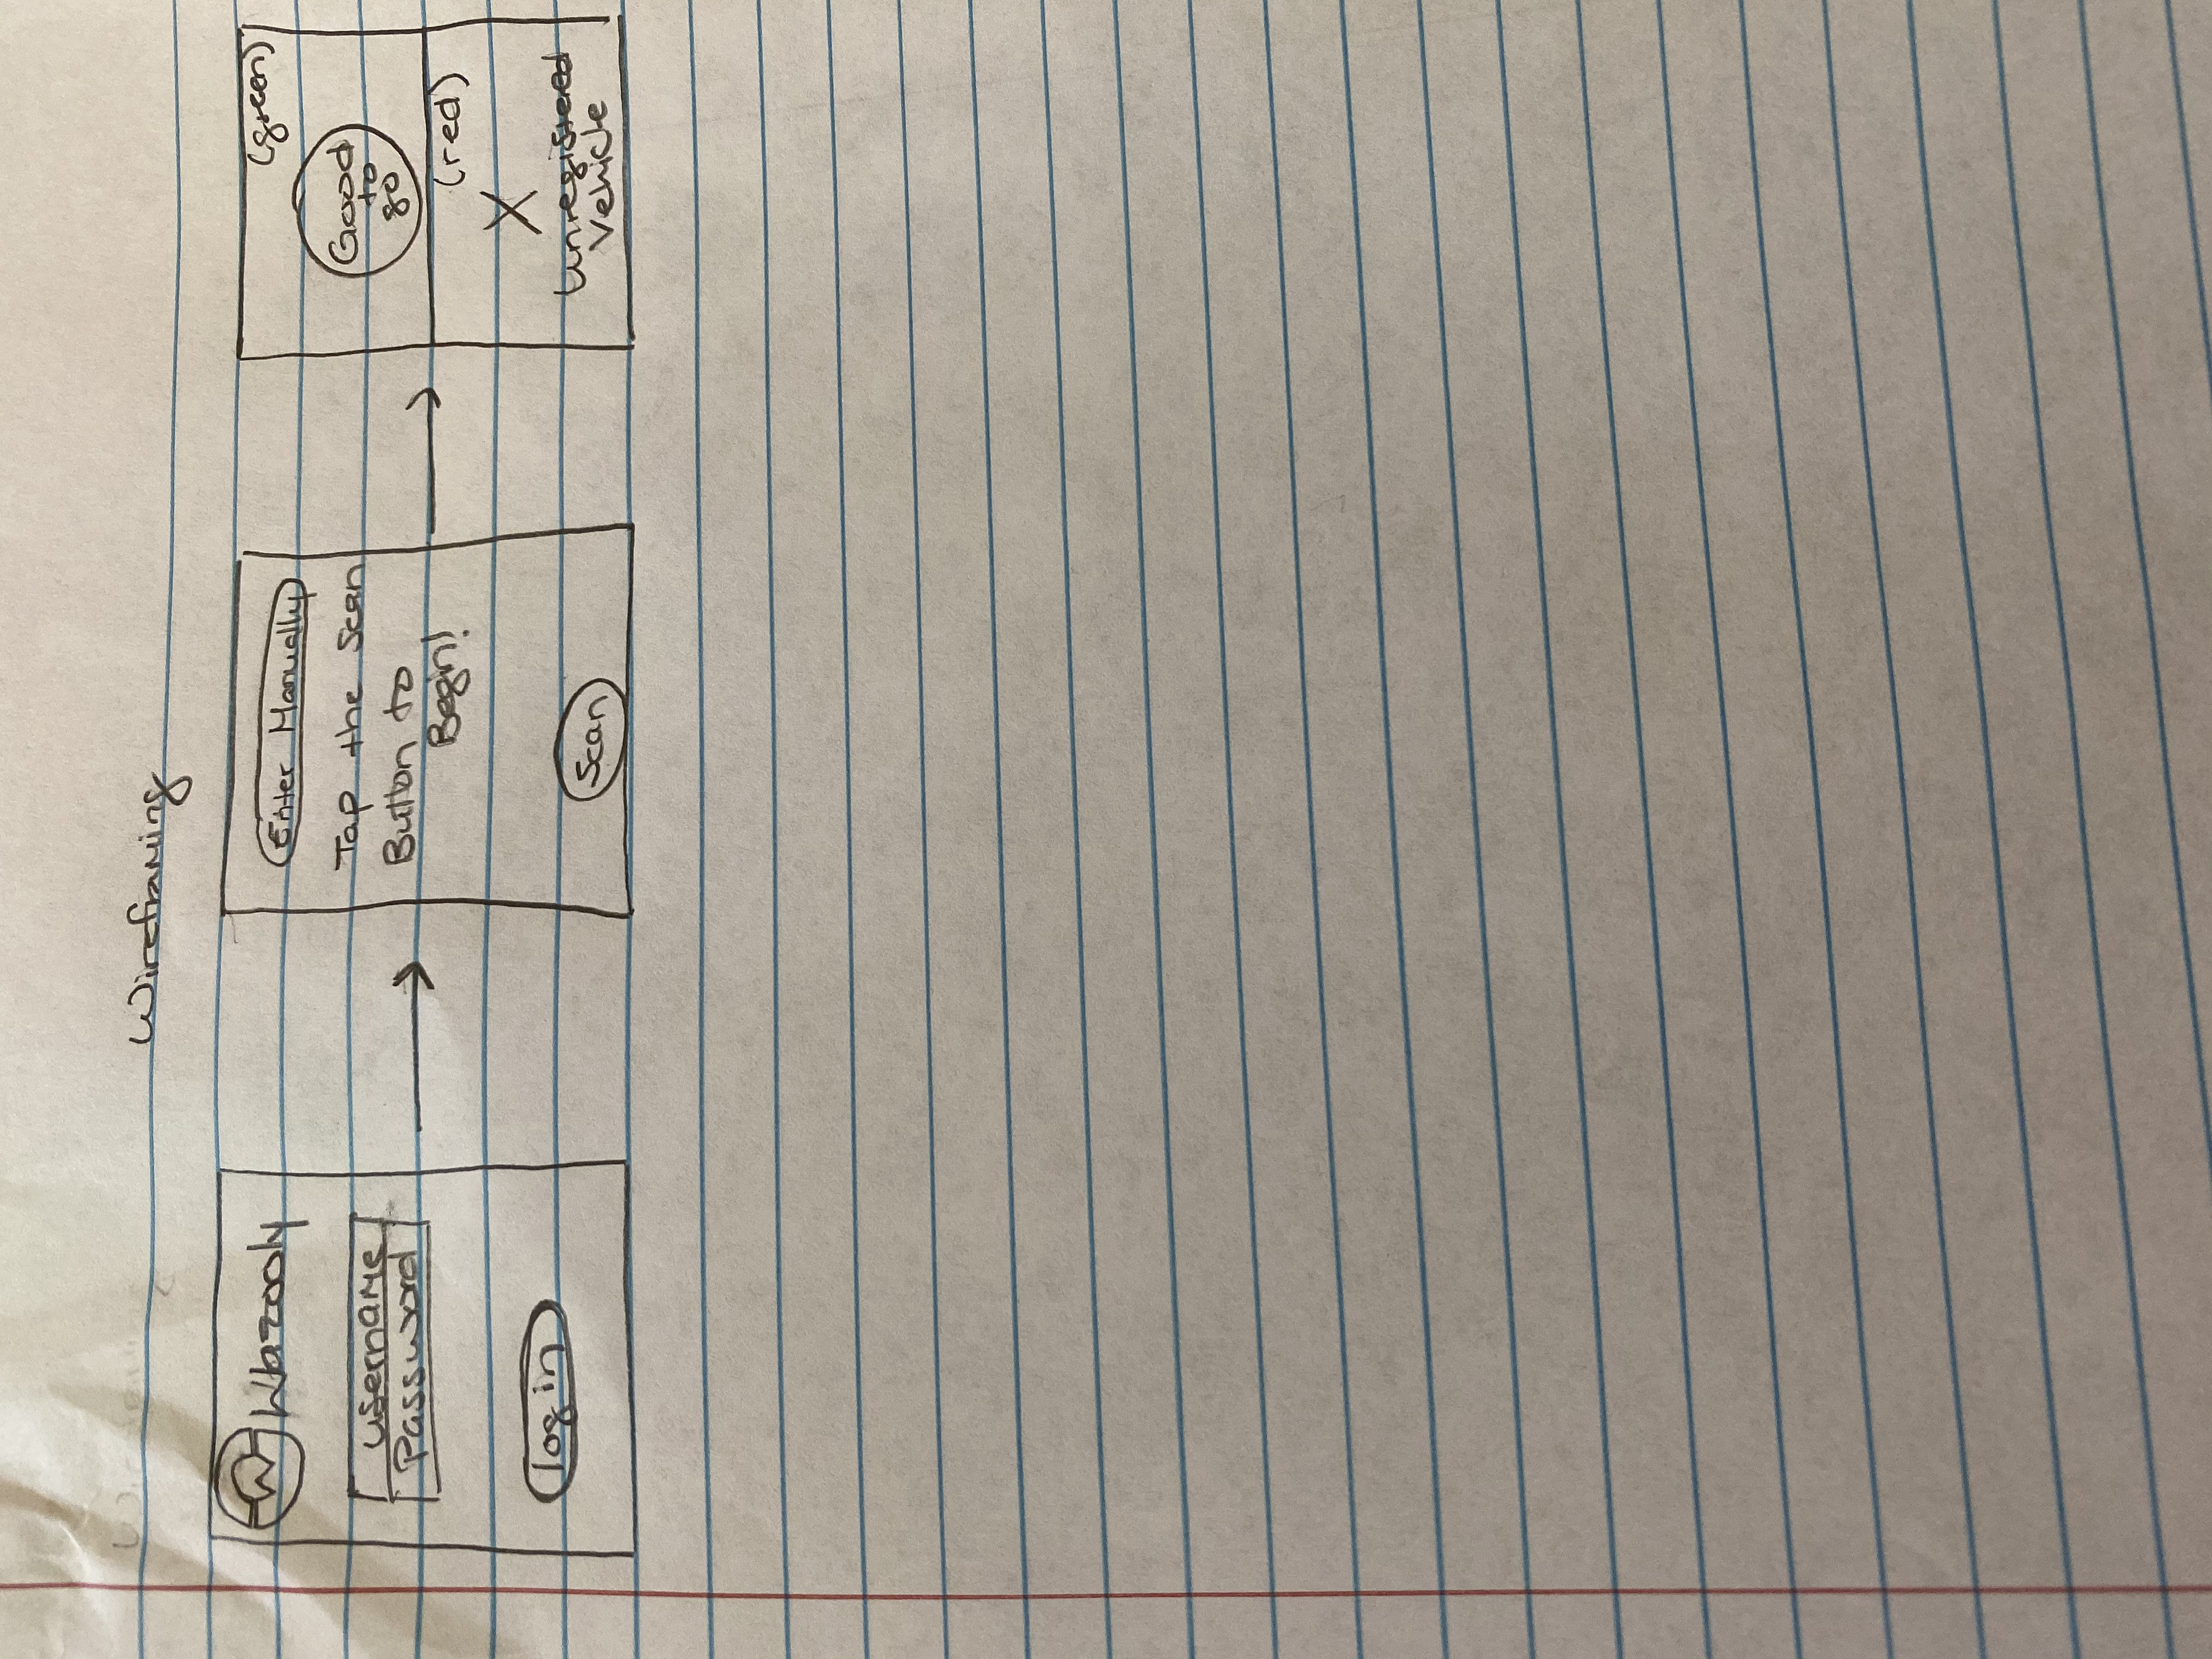 Wireframing
W
Wazooly
username
Password
log in
Enter Manually
Tap the Scan
Button to
Begin!
Scan
(green)
Good
to
go
(red)
X
Unregistered
Vehicle